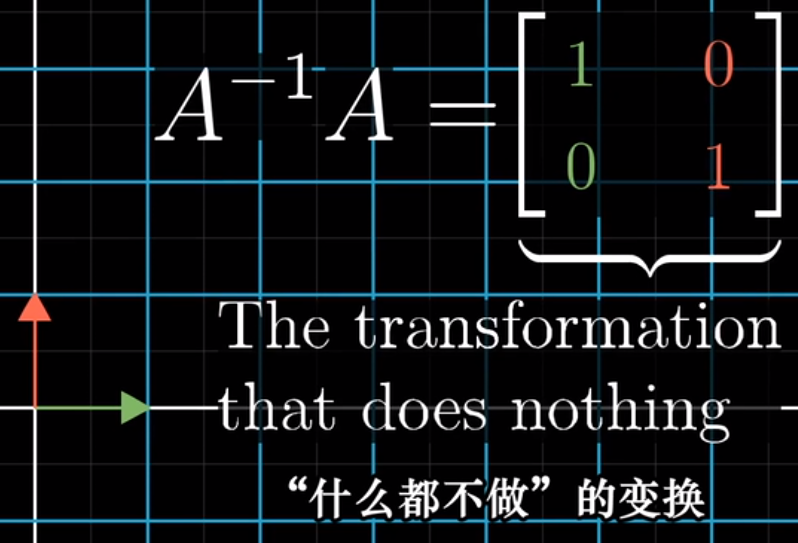 A⁻¹A = [1 0
0 1]
The transformation
that does nothing
“什么都不做”的变换